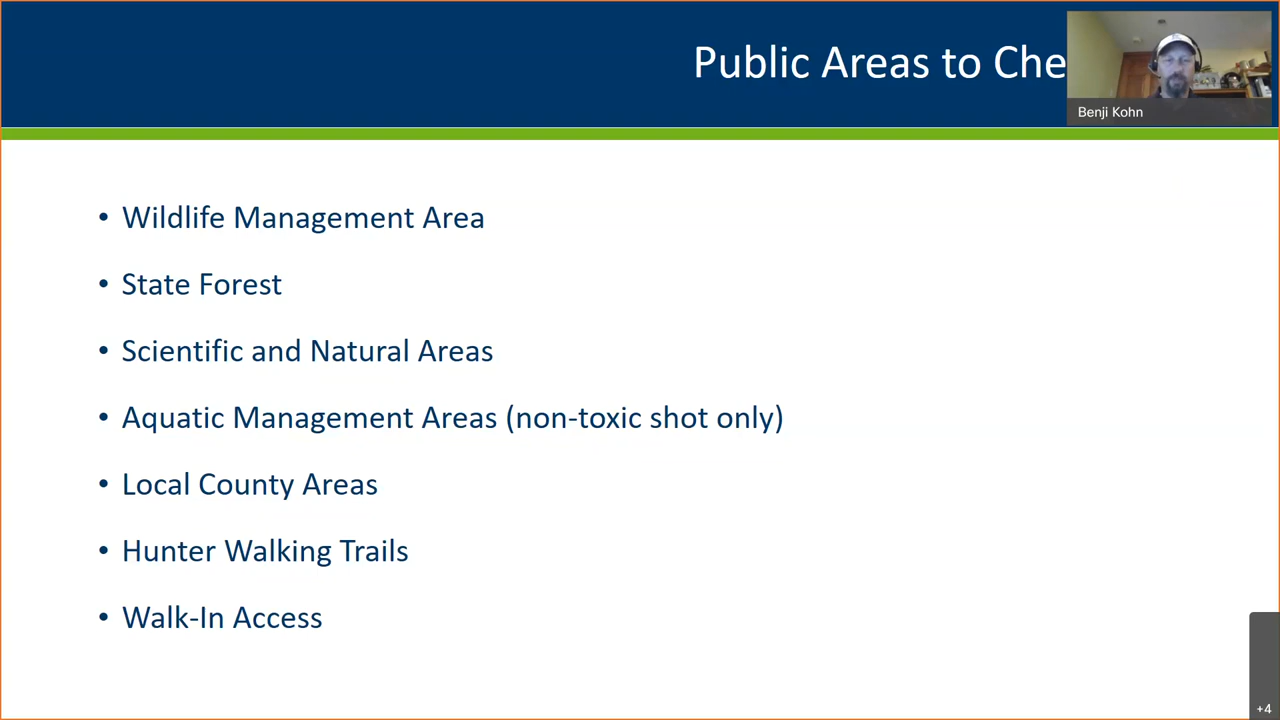 Public Areas to Che
Benji Kohn
• Wildlife Management Area
• State Forest
• Scientific and Natural Areas
• Aquatic Management Areas (non-toxic shot only)
• Local County Areas
• Hunter Walking Trails
• Walk-In Access
+4